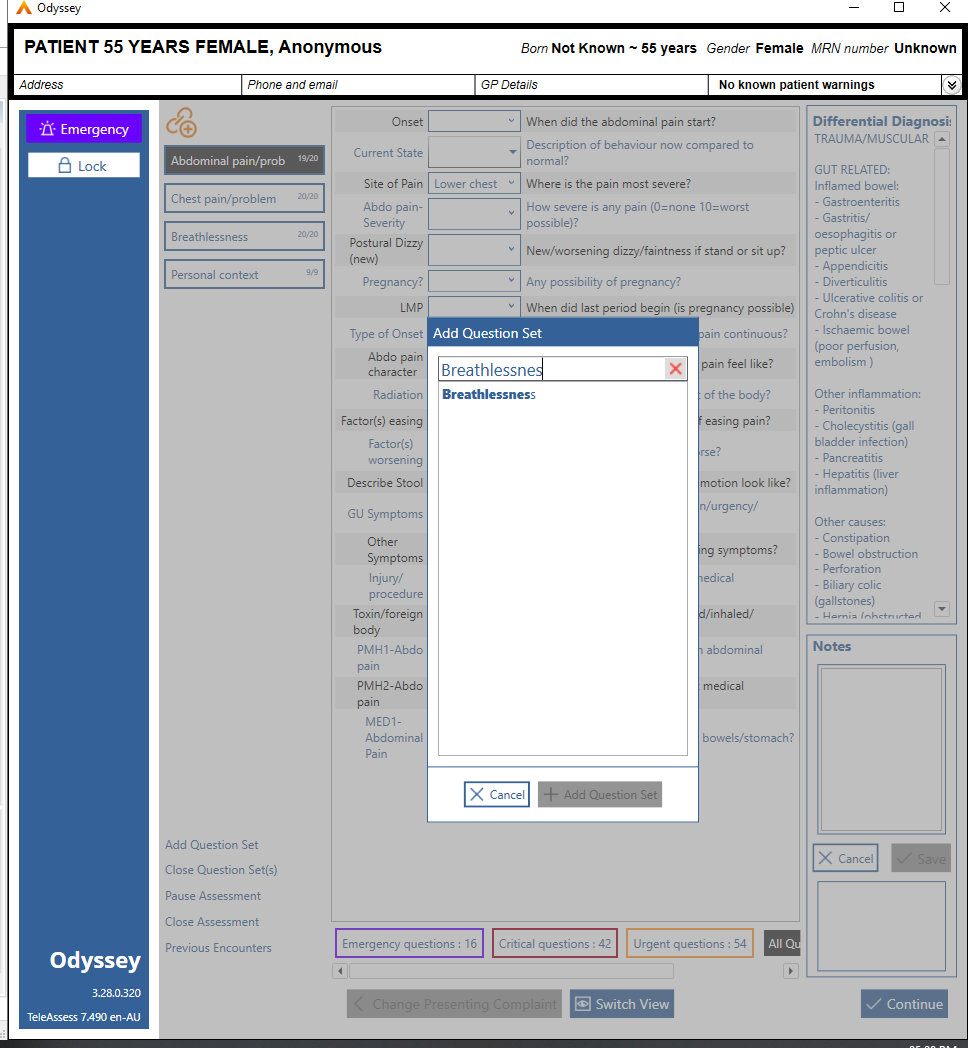 Odyssey
PATIENT 55 YEARS FEMALE, Anonymous
Born Not Known ~ 55 years Gender Female MRN number Unknown
Address
Phone and email
GP Details
No known patient warnings
Emergency
Lock
Abdominal pain/prob 19/20
Chest pain/problem 20/20
Breathlessness 20/20
Personal context 9/9
Add Question Set
Close Question Set(s)
Pause Assessment
Close Assessment
Previous Encounters
Odyssey
3.28.0.320
TeleAssess 7.490 en-AU
Onset When did the abdominal pain start?
Current State Description of behaviour now compared to
normal?
Site of Pain Lower chest Where is the pain most severe?
Abdo pain-
Severity
How severe is any pain (0=none 10=worst
possible)?
Postural Dizzy
(new)
New/worsening dizzy/faintness if stand or sit up?
Pregnancy? Any possibility of pregnancy?
LMP When did last period begin (is pregnancy possible)
Type of Onset pain continuous?
Abdo pain
character
pain feel like?
Radiation t of the body?
Factor(s) easing f easing pain?
Factor(s)
worsening
rse?
Describe Stool motion look like?
GU Symptoms n/urgency/
Other
Symptoms
ing symptoms?
Injury/
procedure
nedical
Toxin/foreign
body
d/inhaled/
PMH1-Abdo
pain
n abdominal
PMH2-Abdo
pain
medical
MED1-
Abdominal
Pain
bowels/stomach?
Add Question Set
Breathlessnes
Breathlessness
Cancel
Add Question Set
Emergency questions : 16
Critical questions : 42
Urgent questions : 54
All Qu
Change Presenting Complaint
Switch View
Continue
Differential Diagnosi
TRAUMA/MUSCULAR
GUT RELATED:
Inflamed bowel:
- Gastroenteritis
- Gastritis/
oesophagitis or
peptic ulcer
- Appendicitis
- Diverticulitis
- Ulcerative colitis or
Crohn's disease
- Ischaemic bowel
(poor perfusion,
embolism )
Other inflammation:
- Peritonitis
- Cholecystitis (gall
bladder infection)
- Pancreatitis
- Hepatitis (liver
inflammation)
Other causes:
- Constipation
- Bowel obstruction
- Perforation
- Biliary colic
(gallstones)
- Hernia (obstructed
Notes
Cancel
Save